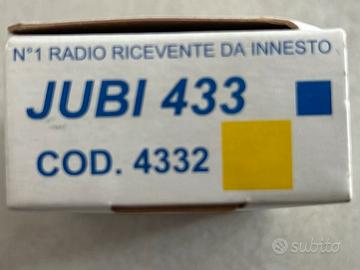 N°1 RADIO RICEVENTE DA INNESTO
JUBI 433
COD. 4332
subito